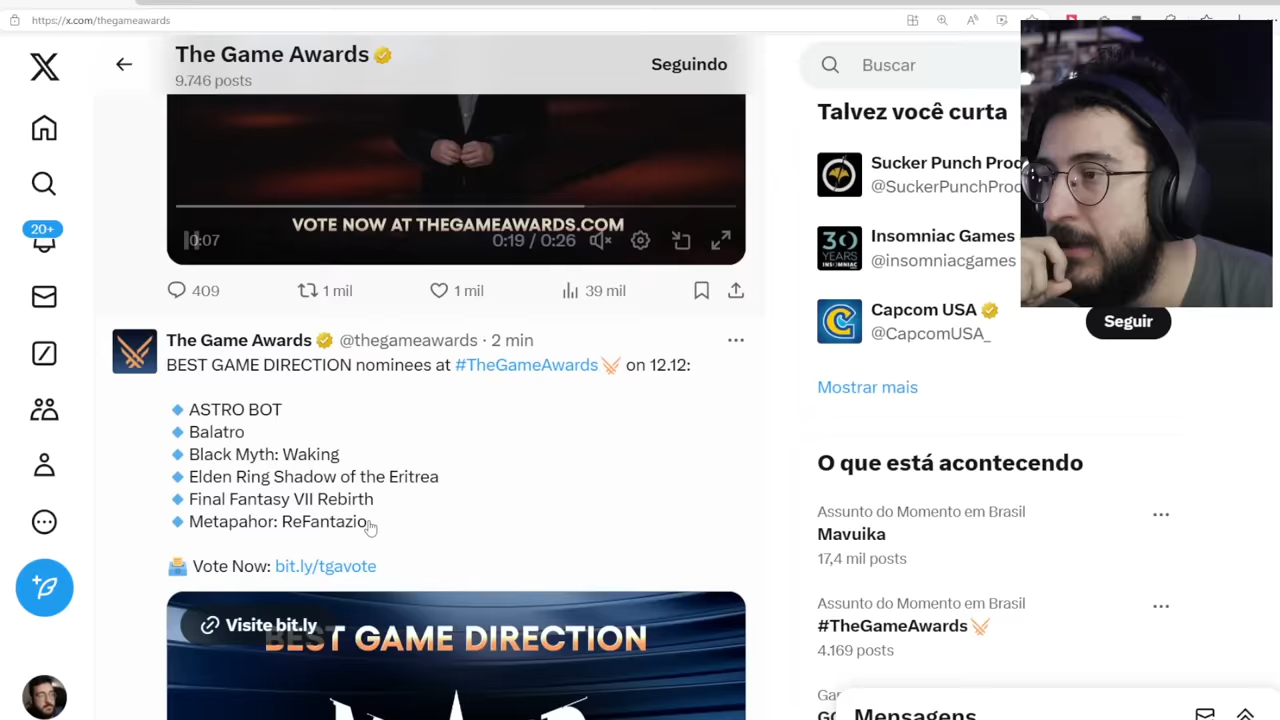 https://x.com/thegameawards
The Game Awards
9.746 posts
Seguindo
Buscar
VOTE NOW AT THEGAMEAWARDS.COM
0:07
0:19 / 0:26
409
1 mil
1 mil
39 mil
The Game Awards @thegameawards · 2 min
BEST GAME DIRECTION nominees at #TheGameAwards on 12.12:
ASTRO BOT
Balatro
Black Myth: Waking
Elden Ring Shadow of the Eritrea
Final Fantasy VII Rebirth
Metapahor: ReFantazio
Vote Now: bit.ly/tgavote
Visite bit.ly
BEST GAME DIRECTION
20+
Talvez você curta
Sucker Punch Prod
@SuckerPunchProd
30
YEARS
Insomniac Games
@insomniacgames
Capcom USA
@CapcomUSA_
Seguir
Mostrar mais
O que está acontecendo
Assunto do Momento em Brasil
Mavuika
17,4 mil posts
Assunto do Momento em Brasil
#TheGameAwards
4.169 posts
Mensagens